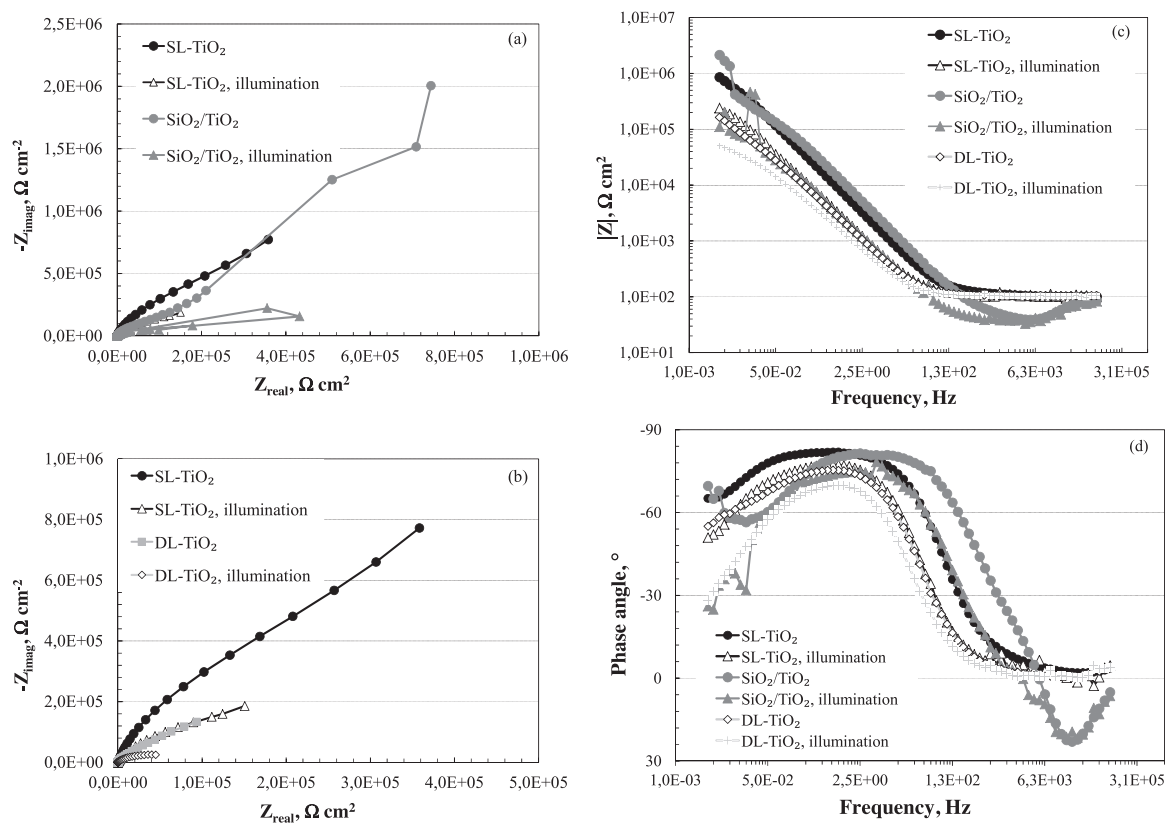 (a)
2,5E+06
2,0E+06
1,5E+06
1,0E+06
5,0E+05
0,0E+00
-Zimag, Ω cm-2
SL-TiO2
SL-TiO2, illumination
SiO2/TiO2
SiO2/TiO2, illumination
0,0E+00 2,0E+05 4,0E+05 6,0E+05 8,0E+05 1,0E+06
Zreal, Ω cm2
(c)
1,0E+07
1,0E+06
1,0E+05
1,0E+04
1,0E+03
1,0E+02
1,0E+01
|Z|, Ω cm2
SL-TiO2
SL-TiO2, illumination
SiO2/TiO2
SiO2/TiO2, illumination
DL-TiO2
DL-TiO2, illumination
1,0E-03 5,0E-02 2,5E+00 1,3E+02 6,3E+03 3,1E+05
Frequency, Hz
(b)
1,0E+06
8,0E+05
6,0E+05
4,0E+05
2,0E+05
0,0E+00
-Zimag, Ω cm-2
SL-TiO2
SL-TiO2, illumination
DL-TiO2
DL-TiO2, illumination
0,0E+00 1,0E+05 2,0E+05 3,0E+05 4,0E+05 5,0E+05
Zreal, Ω cm2
(d)
-90
-60
-30
0
30
Phase angle, °
SL-TiO2
SL-TiO2, illumination
SiO2/TiO2
SiO2/TiO2, illumination
DL-TiO2
DL-TiO2, illumination
1,0E-03 5,0E-02 2,5E+00 1,3E+02 6,3E+03 3,1E+05
Frequency, Hz